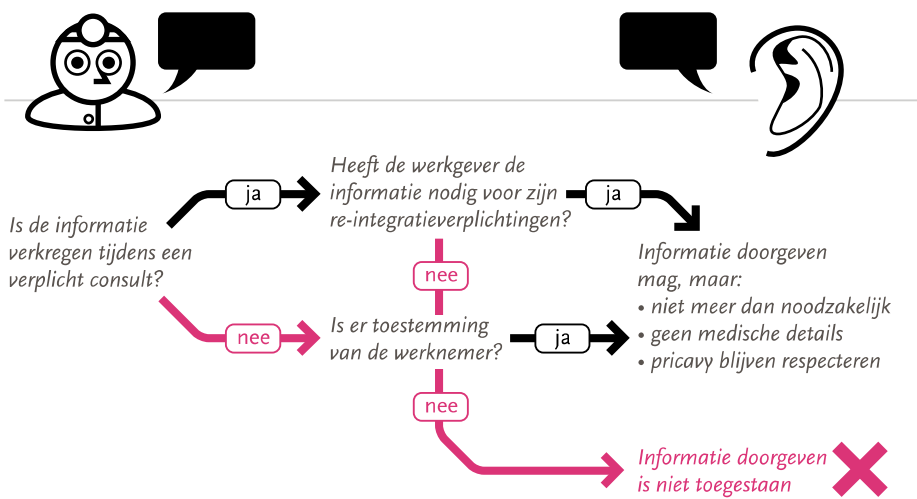 Is de informatie
verkregen tijdens een
verplicht consult?
ja
Heeft de werkgever de
informatie nodig voor zijn
re-integratieverplichtingen?
ja
nee
nee
Is er toestemming
van de werknemer?
ja
Informatie doorgeven
mag, maar:
• niet meer dan noodzakelijk
• geen medische details
• pricavy blijven respecteren
nee
Informatie doorgeven
is niet toegestaan